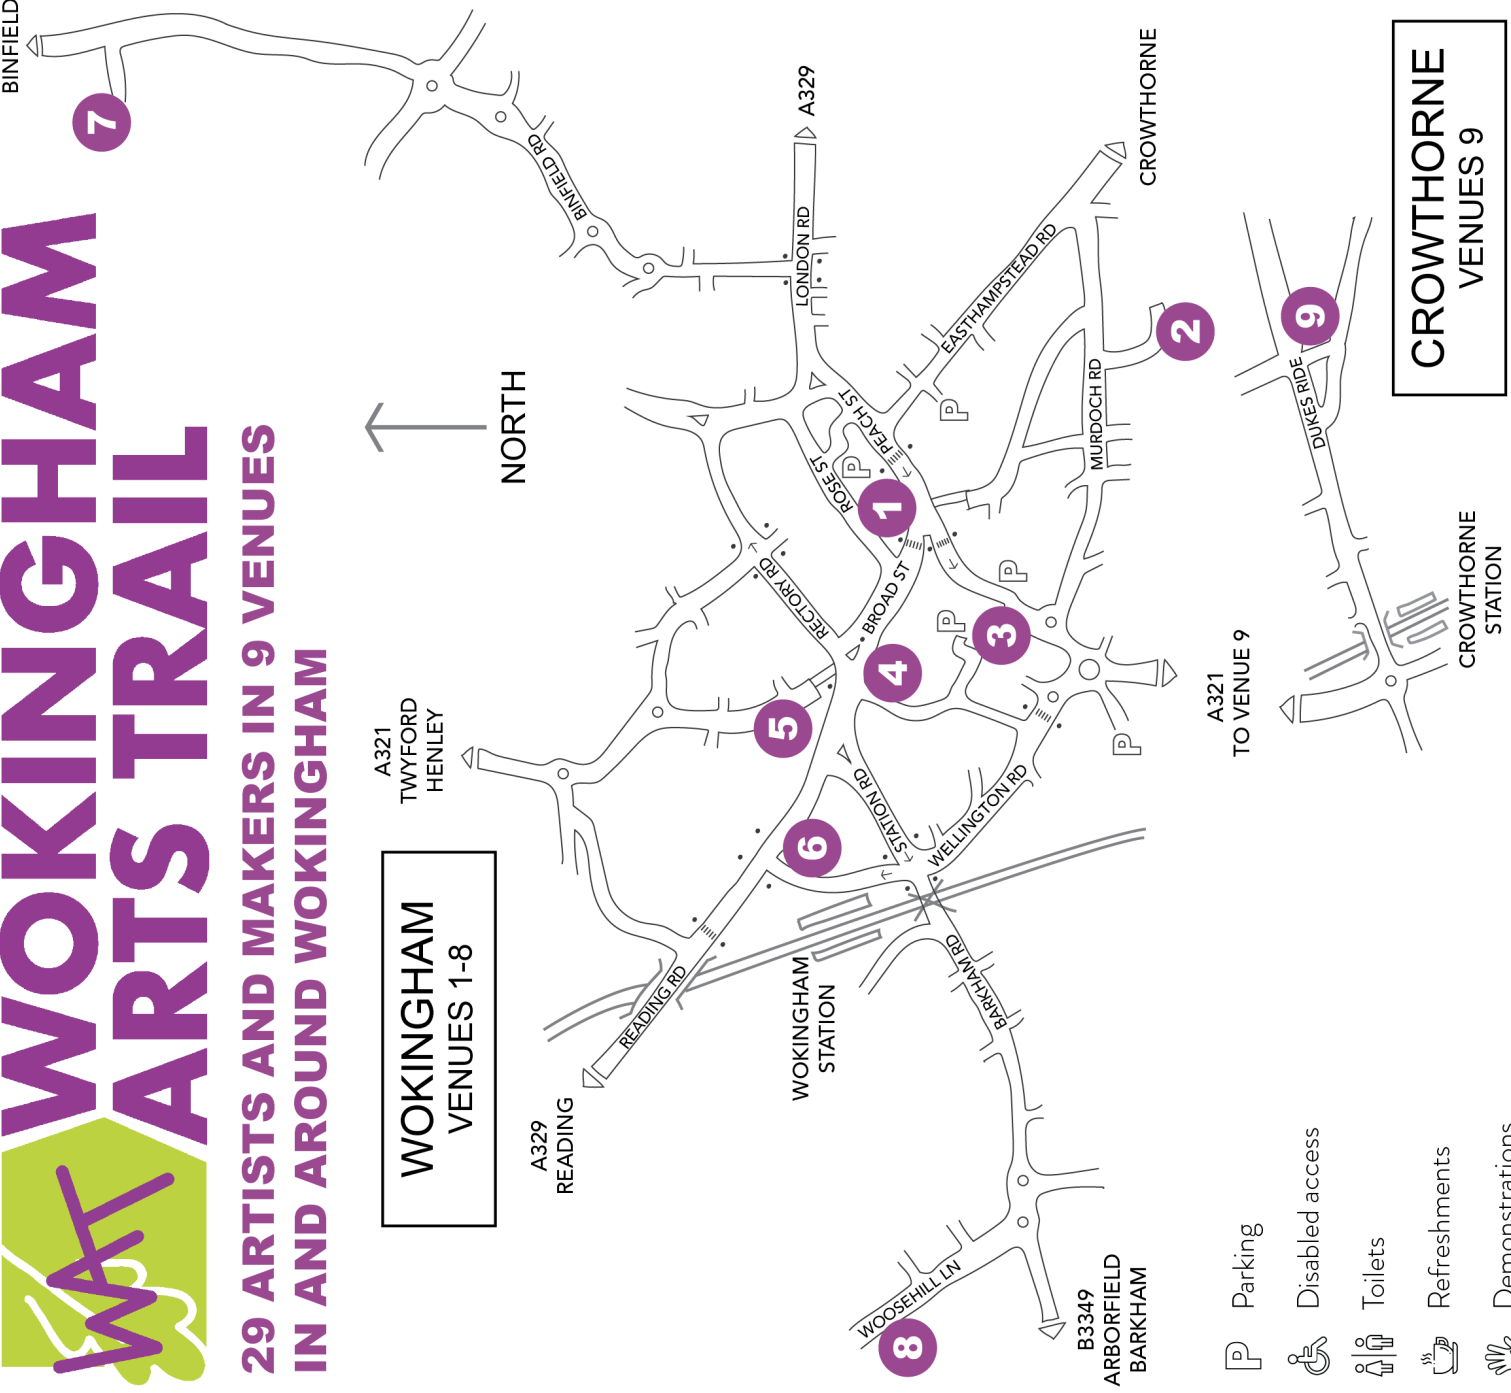 WAT
WOKINGHAM
ARTS TRAIL
29 ARTISTS AND MAKERS IN 9 VENUES
IN AND AROUND WOKINGHAM
WOKINGHAM
VENUES 1-8
A321
TWYFORD
HENLEY
NORTH
BINFIELD
7
BINFIELD RD
A329
READING
READING RD
RECTORY RD
5
6
ROSE ST
P
PEACH ST
1
LONDON RD
A329
WOKINGHAM
STATION
STATION RD
4
BROAD ST
P
3
P
P
EASTHAMPSTEAD RD
CROWTHORNE
WELLINGTON RD
MURDOCH RD
2
P
BARKHAM RD
WOOSEHILL LN
8
B3349
ARBORFIELD
BARKHAM
A321
TO VENUE 9
9
DUKES RIDE
CROWTHORNE
STATION
CROWTHORNE
VENUES 9
P Parking
Disabled access
Toilets
Refreshments
Demonstrations